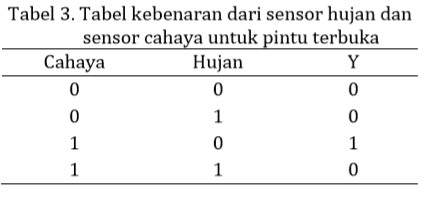 Tabel 3. Tabel kebenaran dari sensor hujan dan
sensor cahaya untuk pintu terbuka
Cahaya Hujan Y
0 0 0
0 1 0
1 0 1
1 1 0